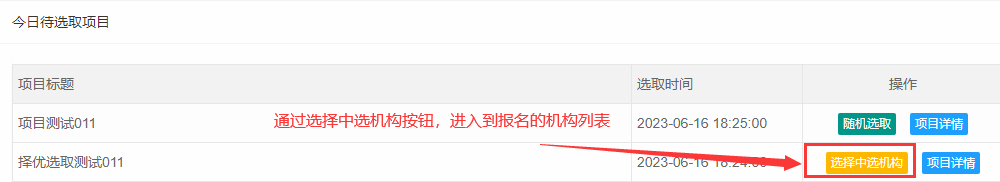 今日待选取项目
项目标题 选取时间 操作
项目测试011 通过选择中选机构按钮，进入到报名的机构列表 2023-06-16 18:25:00 随机选取 项目详情
择优选取测试011 2023-06-16 18:24:00 选择中选机构 项目详情